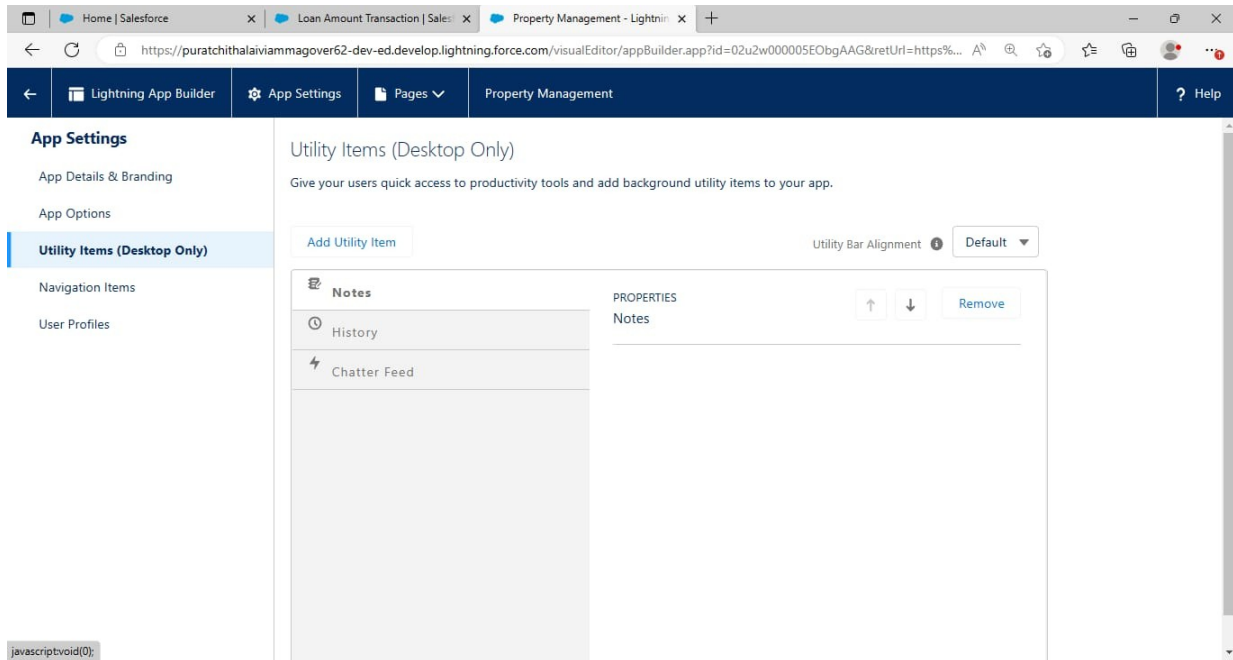 Home | Salesforce
Loan Amount Transaction | Sales
Property Management - Lightnin
https://puratchithalaiviammagover62-dev-ed.develop.lightning.force.com/visualEditor/appBuilder.app?id=02u2w000005EObgAAG&retUrl=https%...
Lightning App Builder
App Settings
Pages
Property Management
? Help
App Settings
App Details & Branding
App Options
Utility Items (Desktop Only)
Navigation Items
User Profiles
Utility Items (Desktop Only)
Give your users quick access to productivity tools and add background utility items to your app.
Add Utility Item
Utility Bar Alignment
Default
Notes
History
Chatter Feed
PROPERTIES
Notes
Remove
javascript:void(0);